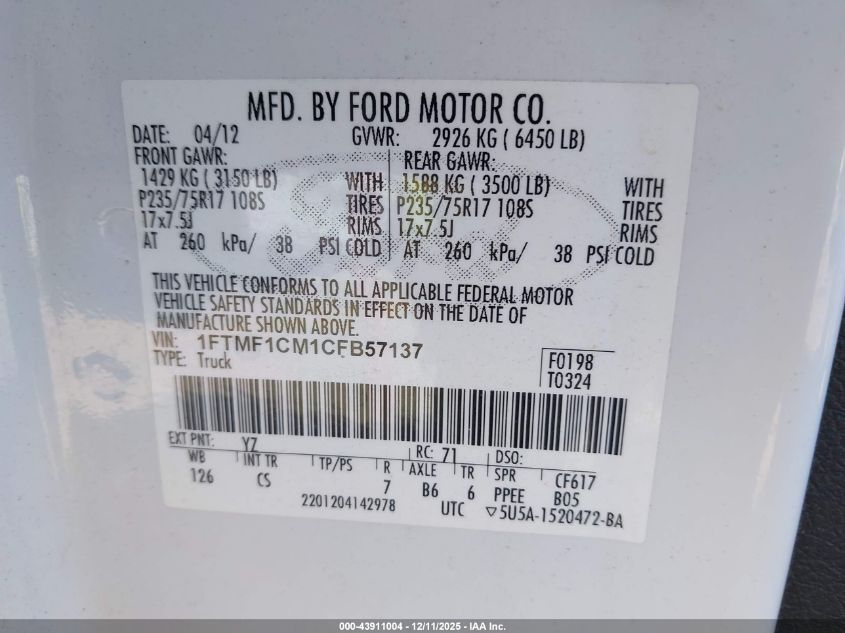 MFD. BY FORD MOTOR CO.
DATE: 04/12 GVWR: 2926 KG ( 6450 LB)
FRONT GAWR: REAR GAWR:
1429 KG ( 3150 LB) WITH 1588 KG ( 3500 LB) WITH
P235/75R17 108S TIRES P235/75R17 108S TIRES
17x7.5J RIMS 17x7.5J RIMS
AT 260 kPa/ 38 PSI COLD AT 260 kPa/ 38 PSI COLD
THIS VEHICLE CONFORMS TO ALL APPLICABLE FEDERAL MOTOR
VEHICLE SAFETY STANDARDS IN EFFECT ON THE DATE OF
MANUFACTURE SHOWN ABOVE.
VIN: 1FTMF1CM1CFB57137
TYPE: Truck
F0198
T0324
EXT PNT: YZ RC: 71 DSO:
WB INT TR TP/PS R AXLE TR SPR CF617
126 CS 7 B6 6 PPEE B05
2201204142978 UTC ▽5U5A-1520472-BA
000-43911004 - 12/11/2025 - IAA Inc.